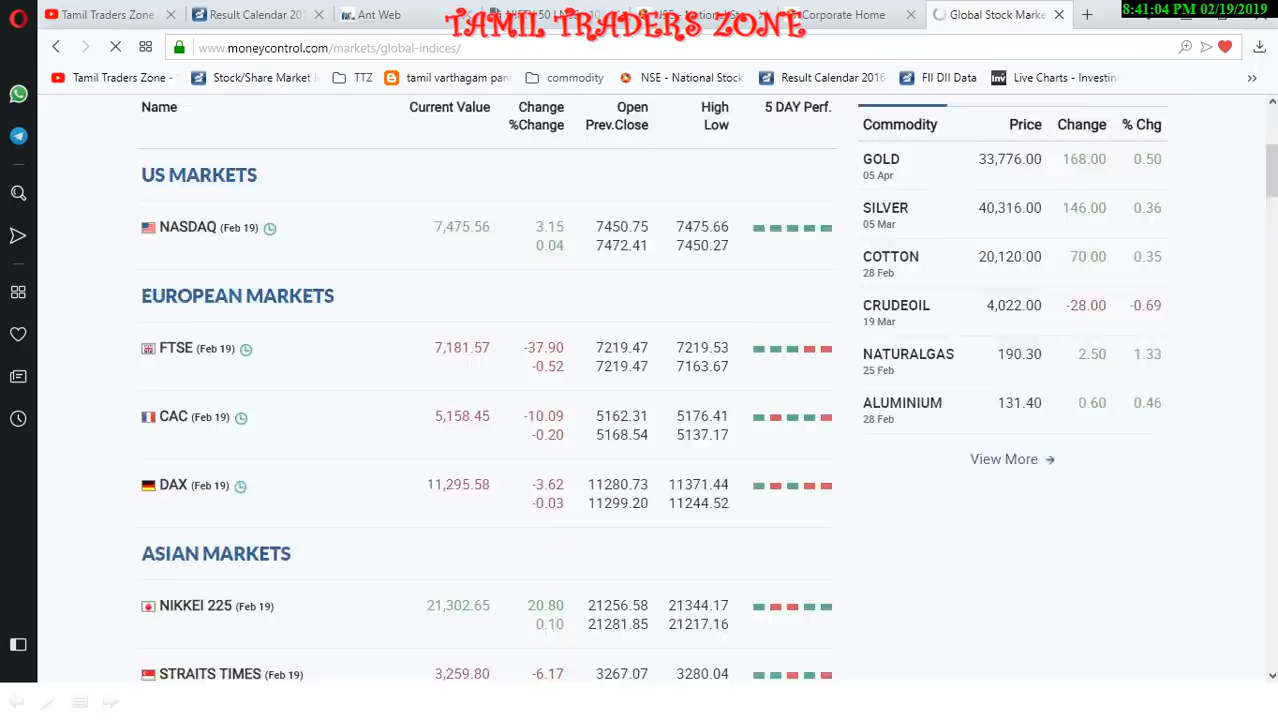 8:41:04 PM 02/19/2019
Tamil Traders Zone
Result Calendar 201
Ant Web
Corporate Home
Global Stock Marke
TAMIL TRADERS ZONE
www.moneycontrol.com/markets/global-indices/
Tamil Traders Zone -
Stock/Share Market
TTZ
tamil varthagam pan
commodity
NSE - National Stock
Result Calendar 2016
FII DII Data
Inv Live Charts - Investin
Name Current Value Change Open High 5 DAY Perf.
%Change Prev.Close Low
US MARKETS
NASDAQ (Feb 19) 7,475.56 3.15 7450.75 7475.66
0.04 7472.41 7450.27
EUROPEAN MARKETS
FTSE (Feb 19) 7,181.57 -37.90 7219.47 7219.53
-0.52 7219.47 7163.67
CAC (Feb 19) 5,158.45 -10.09 5162.31 5176.41
-0.20 5168.54 5137.17
DAX (Feb 19) 11,295.58 -3.62 11280.73 11371.44
-0.03 11299.20 11244.52
ASIAN MARKETS
NIKKEI 225 (Feb 19) 21,302.65 20.80 21256.58 21344.17
0.10 21281.85 21217.16
STRAITS TIMES (Feb 19) 3,259.80 -6.17 3267.07 3280.04
Commodity Price Change % Chg
GOLD 33,776.00 168.00 0.50
05 Apr
SILVER 40,316.00 146.00 0.36
05 Mar
COTTON 20,120.00 70.00 0.35
28 Feb
CRUDEOIL 4,022.00 -28.00 -0.69
19 Mar
NATURALGAS 190.30 2.50 1.33
25 Feb
ALUMINIUM 131.40 0.60 0.46
28 Feb
View More